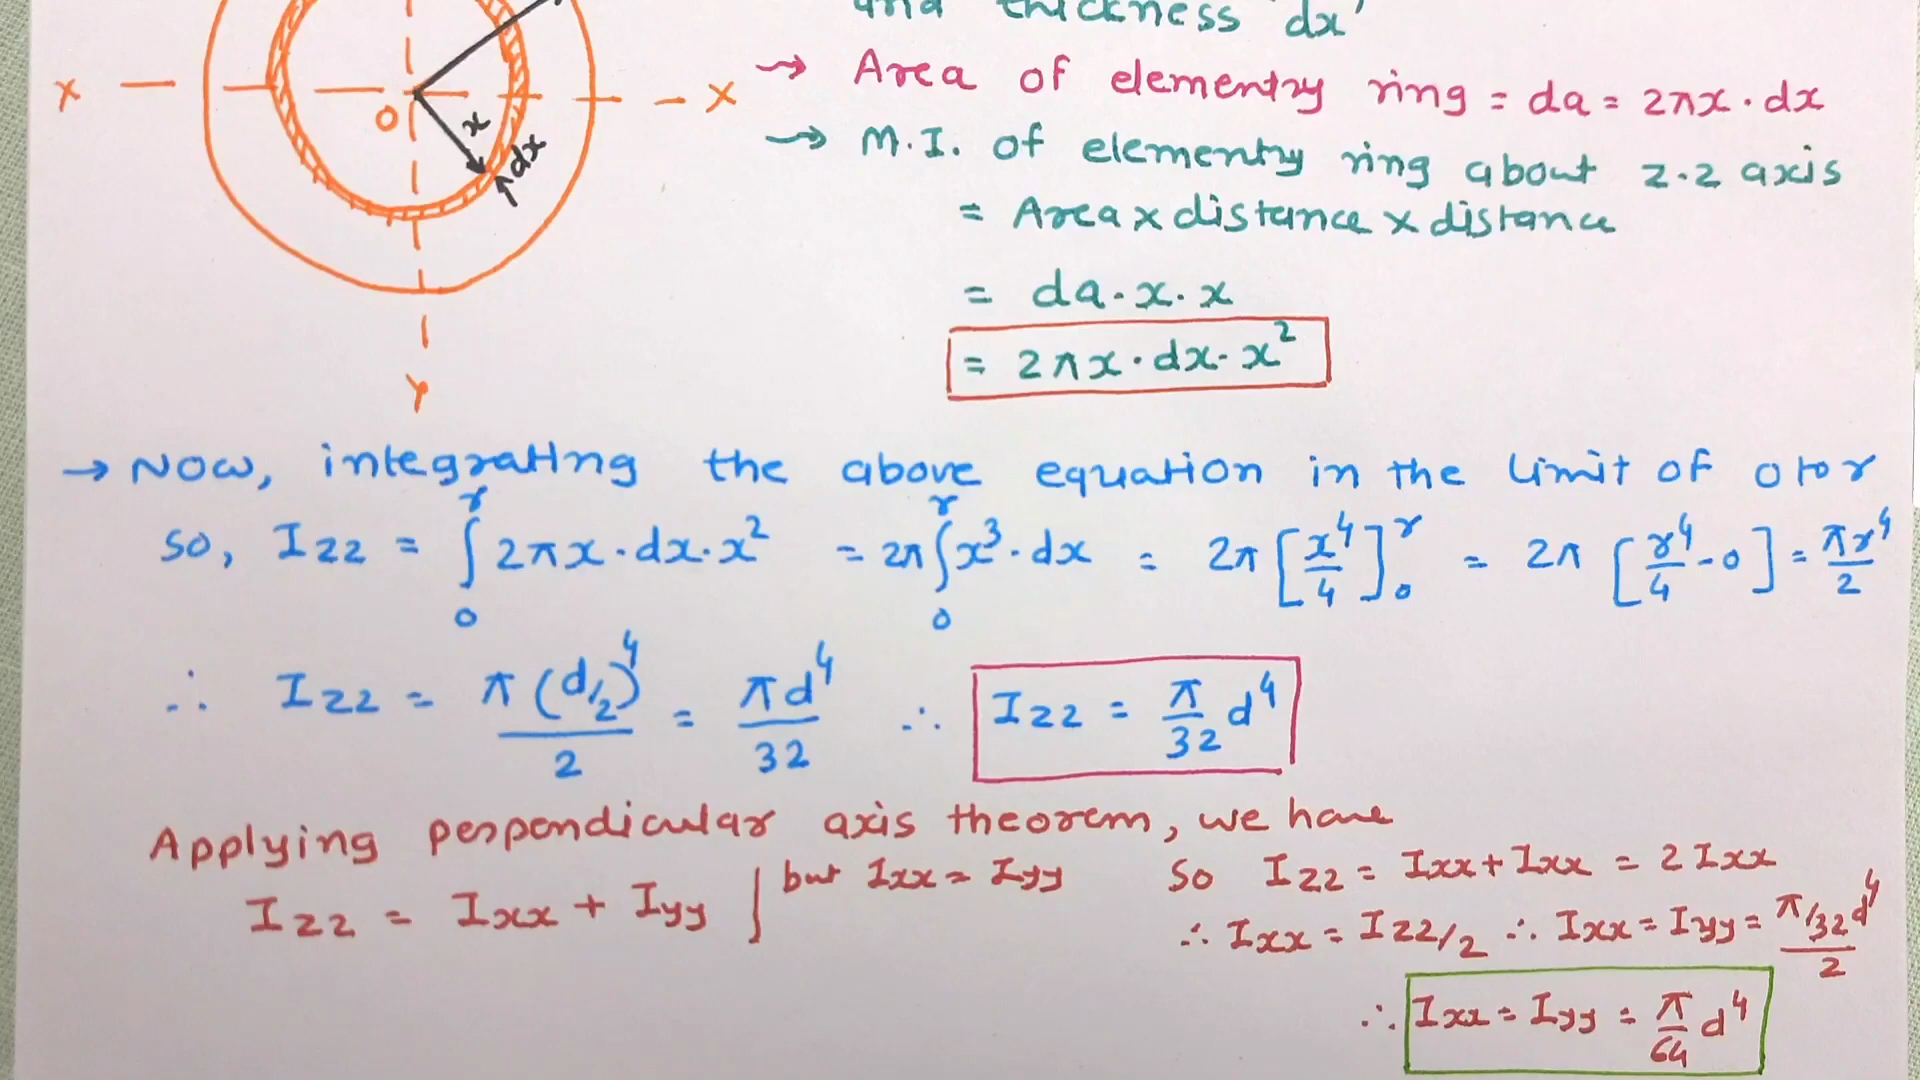 and thickness 'dx'
X
O
x
dx
X
Y
→ Area of elementry ring = da = 2πx·dx
→ M.I. of elementry ring about z-z axis
= Area x distance x distance
= da·x·x
= 2πx·dx·x²
→ Now, integrating the above equation in the limit of 0 to r
So, Izz = ∫₀ʳ 2πx·dx·x² = 2π∫₀ʳ x³·dx = 2π[x⁴/4]₀ʳ = 2π[r⁴/4 - 0] = πr⁴/2
∴ Izz = π(d/2)⁴/2 = πd⁴/32 ∴ Izz = π/32 d⁴
Applying perpendicular axis theorem, we have
Izz = Ixx + Iyy ∫ but Ixx = Iyy
So Izz = Ixx + Ixx = 2Ixx
∴ Ixx = Izz/2 ∴ Ixx = Iyy = π/32 d⁴/2
∴ Ixx = Iyy = π/64 d⁴